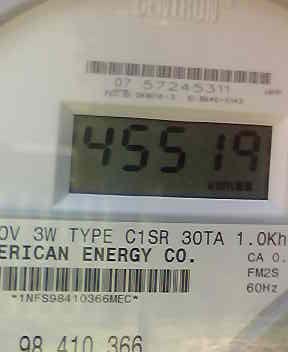 CENTRON
07 57245311
45519
0V 3W TYPE C1SR 30TA 1.0Kh
ERICAN ENERGY CO.
CA 0.
FM2S
*1NFS98410366MEC*
60Hz
98 410 366